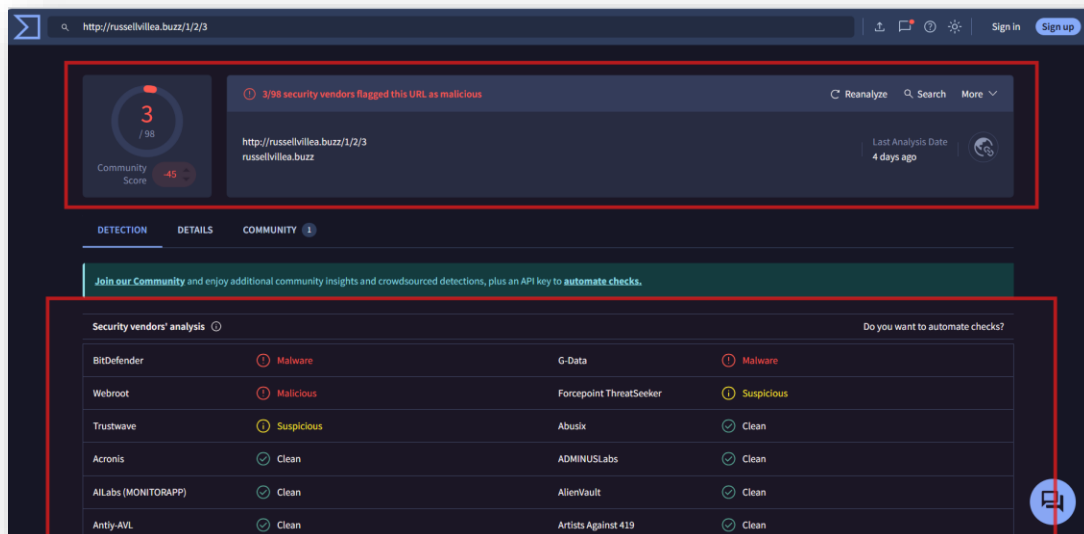 http://russellvillea.buzz/1/2/3
Sign in
Sign up
3
/ 98
Community
Score
-45
3/98 security vendors flagged this URL as malicious
Reanalyze
Search
More
http://russellvillea.buzz/1/2/3
russellvillea.buzz
Last Analysis Date
4 days ago
DETECTION
DETAILS
COMMUNITY 1
Join our Community and enjoy additional community insights and crowdsourced detections, plus an API key to automate checks.
Security vendors' analysis
Do you want to automate checks?
BitDefender
Malware
G-Data
Malware
Webroot
Malicious
Forcepoint ThreatSeeker
Suspicious
Trustwave
Suspicious
Abusix
Clean
Acronis
Clean
ADMINUSLabs
Clean
AILabs (MONITORAPP)
Clean
AlienVault
Clean
Antiy-AVL
Clean
Artists Against 419
Clean